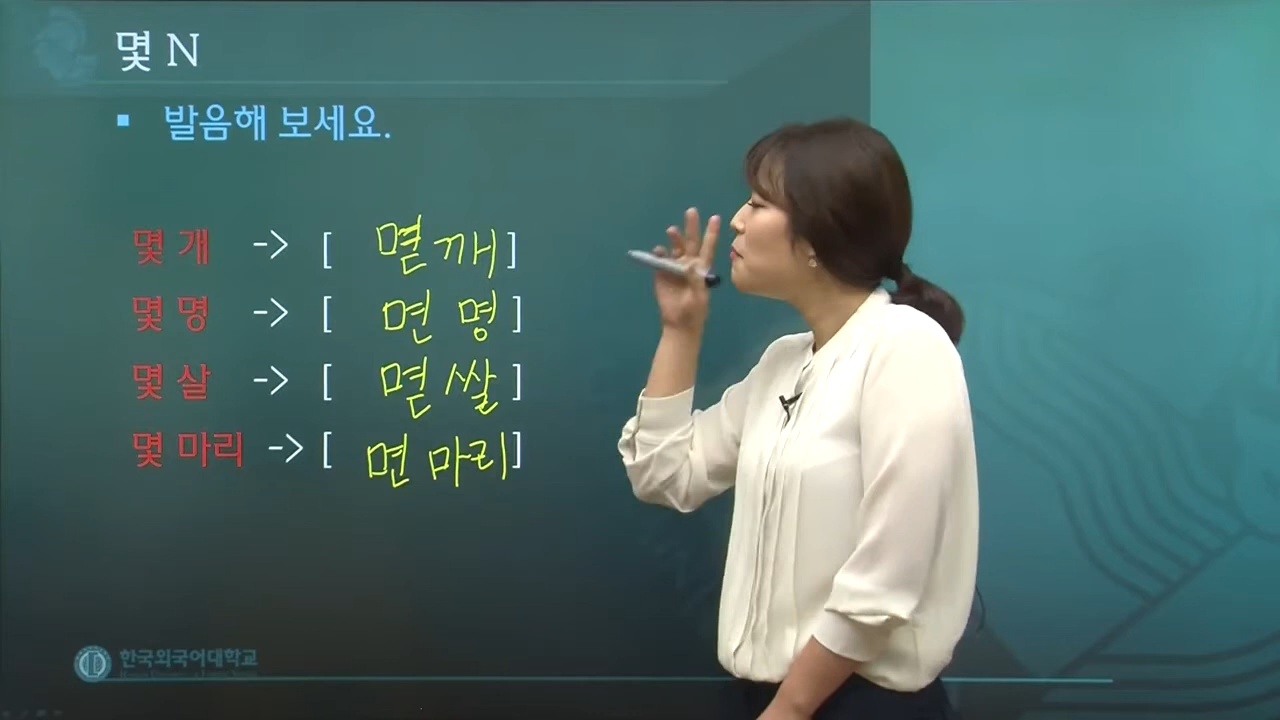 몇 N
▪ 발음해 보세요.
몇 개 -> [ 멷 깨 ]
몇 명 -> [ 면 명 ]
몇 살 -> [ 멷 쌀 ]
몇 마리 -> [ 면 마리 ]
한국외국어대학교